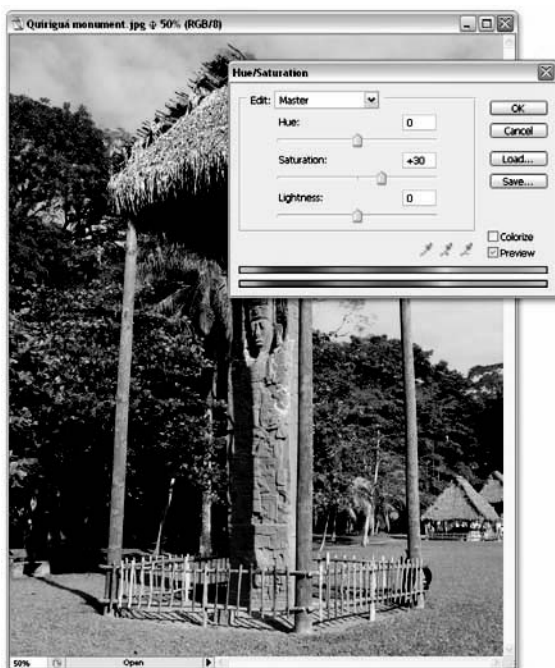 Quiriguá monument.jpg @ 50% (RGB/8)
Hue/Saturation
Edit: Master
Hue: 0
Saturation: +30
Lightness: 0
OK
Cancel
Load...
Save...
Colorize
Preview
50% Open